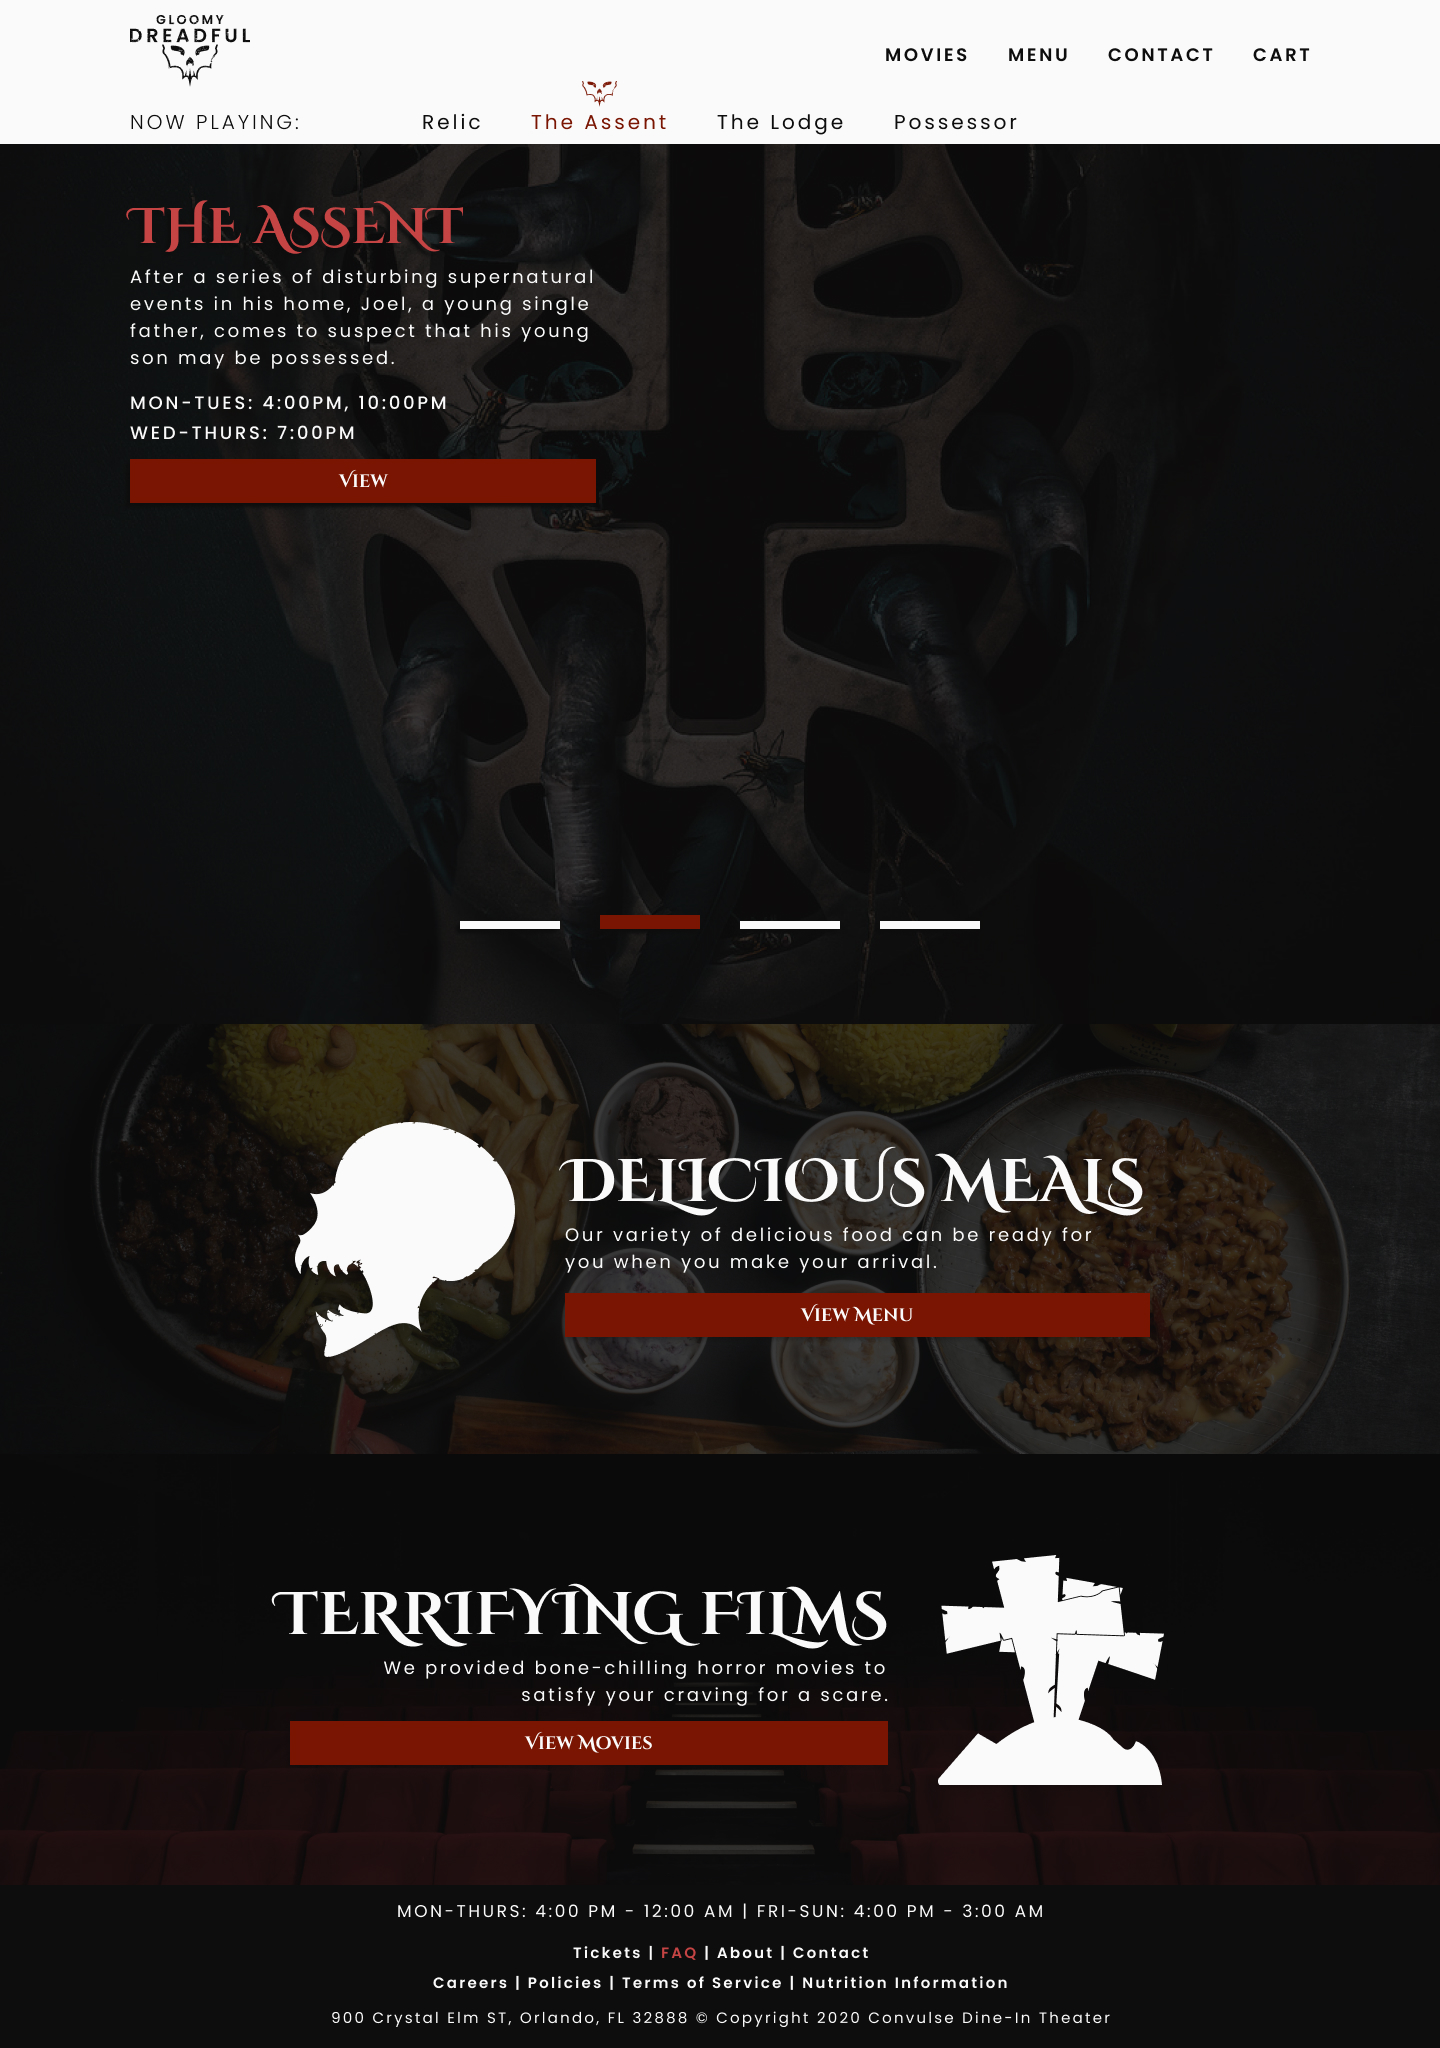 GLOOMY
DREADFUL
MOVIES MENU CONTACT CART
NOW PLAYING: Relic The Assent The Lodge Possessor
THE ASSENT
After a series of disturbing supernatural
events in his home, Joel, a young single
father, comes to suspect that his young
son may be possessed.
MON-TUES: 4:00PM, 10:00PM
WED-THURS: 7:00PM
VIEW
DELICIOUS MEALS
Our variety of delicious food can be ready for
you when you make your arrival.
VIEW MENU
TERRIFYING FILMS
We provided bone-chilling horror movies to
satisfy your craving for a scare.
VIEW MOVIES
MON-THURS: 4:00 PM - 12:00 AM | FRI-SUN: 4:00 PM - 3:00 AM
Tickets | FAQ | About | Contact
Careers | Policies | Terms of Service | Nutrition Information
900 Crystal Elm ST, Orlando, FL 32888 © Copyright 2020 Convulse Dine-In Theater